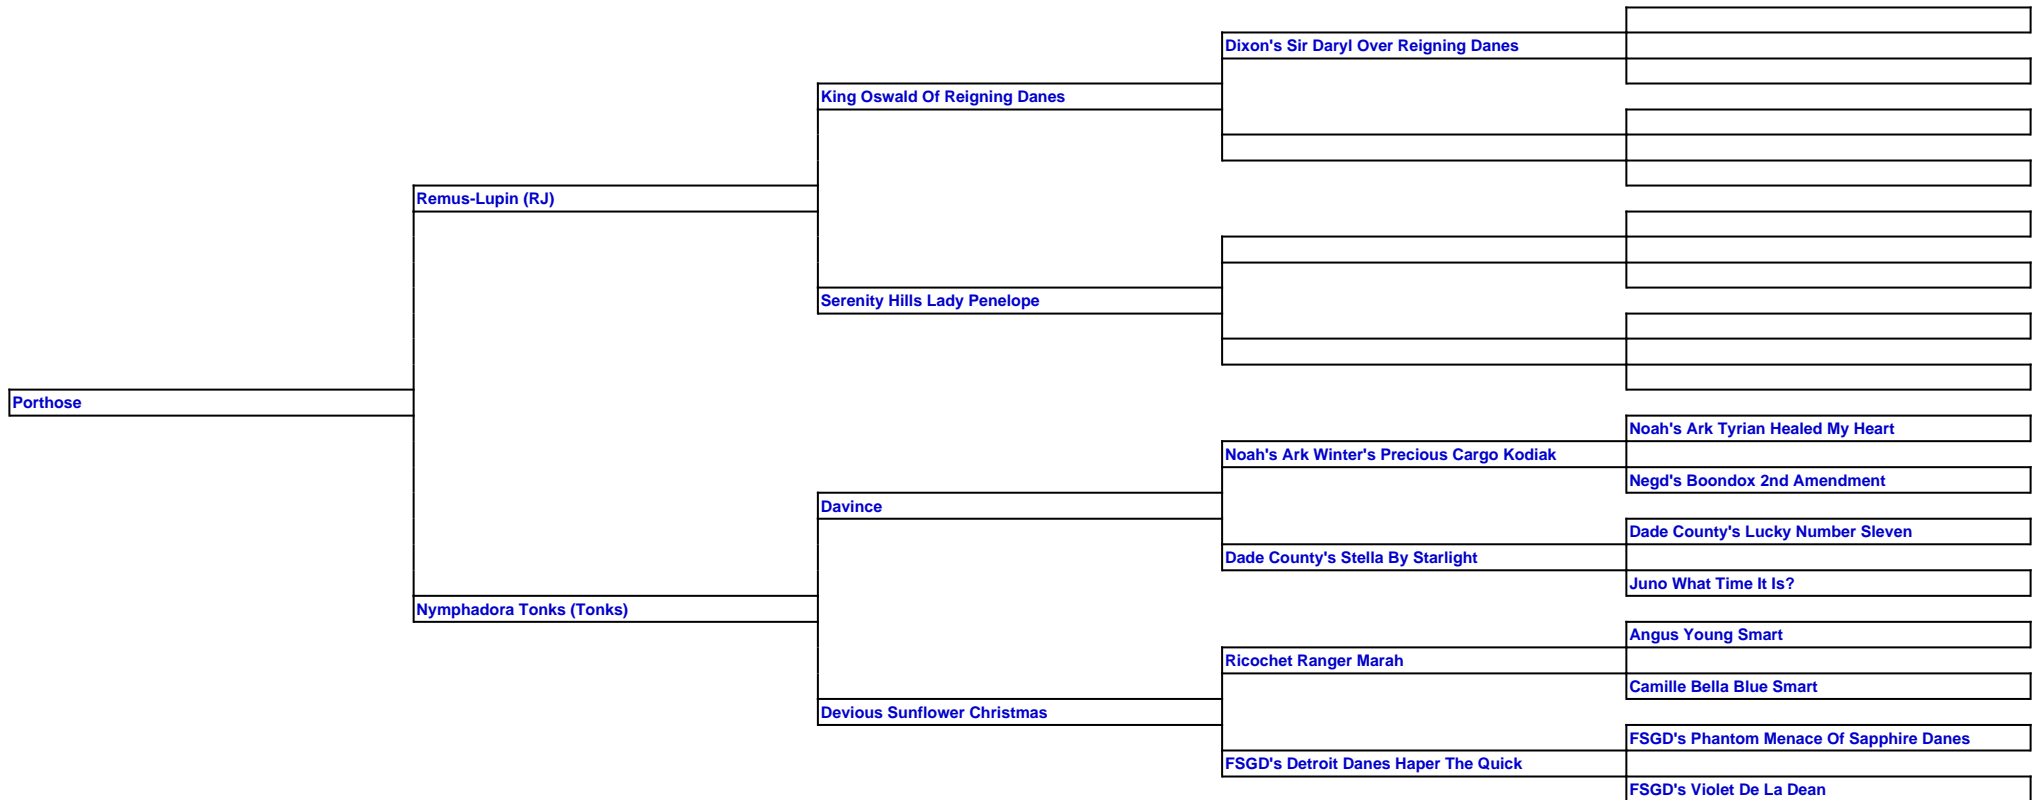 Dixon's Sir Daryl Over Reigning Danes
King Oswald Of Reigning Danes
Remus-Lupin (RJ)
Serenity Hills Lady Penelope
Porthose
Noah's Ark Tyrian Healed My Heart
Noah's Ark Winter's Precious Cargo Kodiak
Negd's Boondox 2nd Amendment
Davince
Dade County's Lucky Number Sleven
Dade County's Stella By Starlight
Juno What Time It Is?
Nymphadora Tonks (Tonks)
Angus Young Smart
Ricochet Ranger Marah
Camille Bella Blue Smart
Devious Sunflower Christmas
FSGD's Phantom Menace Of Sapphire Danes
FSGD's Detroit Danes Haper The Quick
FSGD's Violet De La Dean